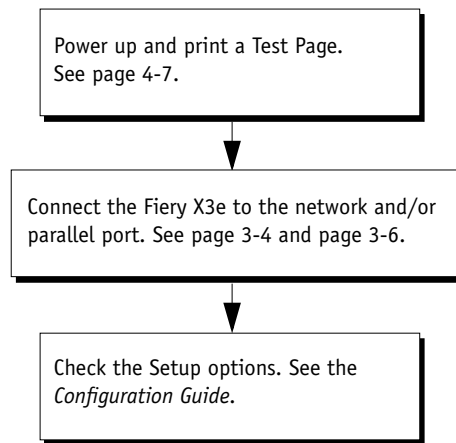 Power up and print a Test Page.
See page 4-7.
Connect the Fiery X3e to the network and/or
parallel port. See page 3-4 and page 3-6.
Check the Setup options. See the
Configuration Guide.